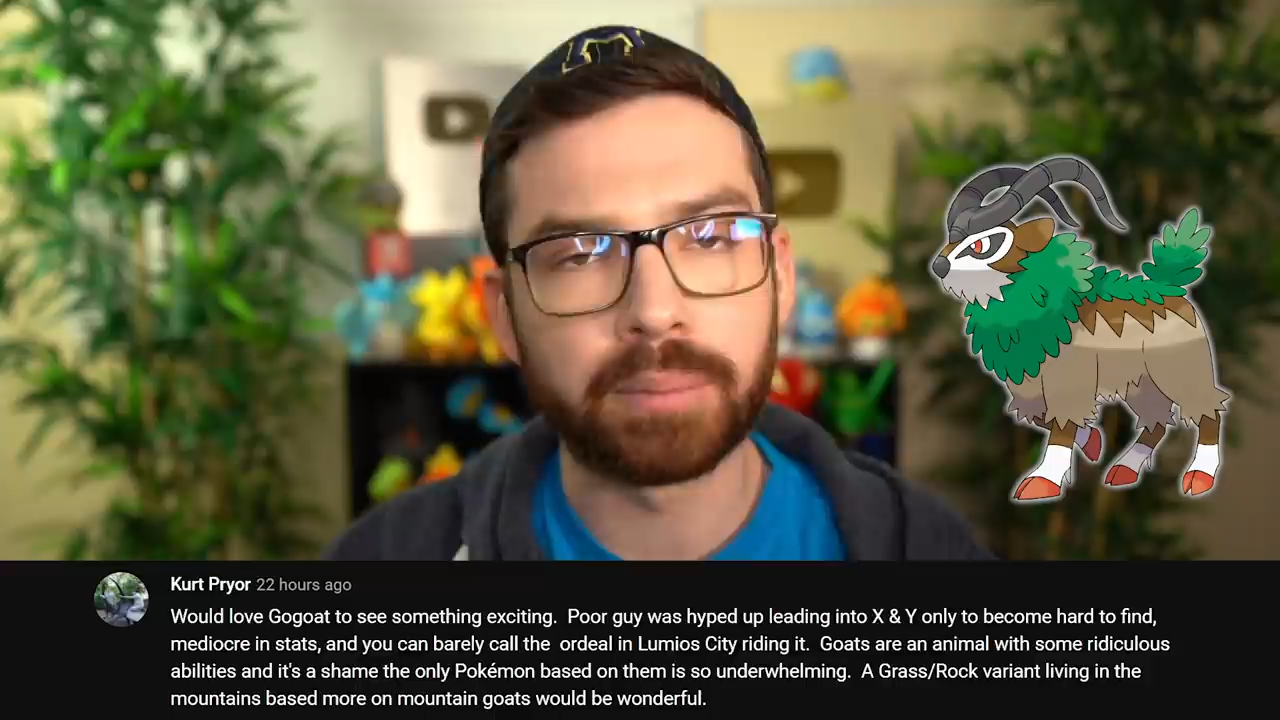 Kurt Pryor 22 hours ago
Would love Gogoat to see something exciting.  Poor guy was hyped up leading into X & Y only to become hard to find,
mediocre in stats, and you can barely call the  ordeal in Lumios City riding it.  Goats are an animal with some ridiculous
abilities and it's a shame the only Pokémon based on them is so underwhelming.  A Grass/Rock variant living in the
mountains based more on mountain goats would be wonderful.